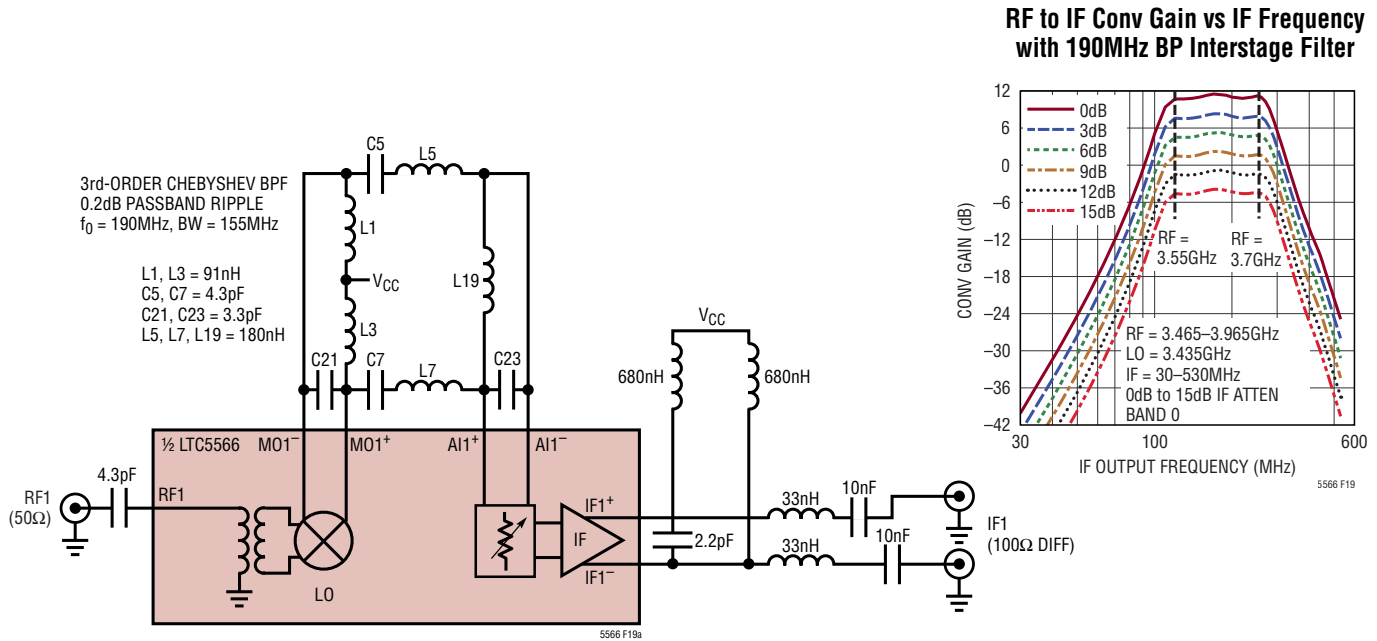 RF to IF Conv Gain vs IF Frequency
with 190MHz BP Interstage Filter
3rd-ORDER CHEBYSHEV BPF
0.2dB PASSBAND RIPPLE
f0 = 190MHz, BW = 155MHz
L1, L3 = 91nH
C5, C7 = 4.3pF
C21, C23 = 3.3pF
L5, L7, L19 = 180nH
C5
L5
L1
VCC
L3
L19
C21
C7
L7
C23
VCC
680nH
680nH
½ LTC5566
MO1–
MO1+
AI1+
AI1–
4.3pF
RF1
(50Ω)
RF1
LO
IF
IF1+
IF1–
2.2pF
33nH
10nF
33nH
10nF
IF1
(100Ω DIFF)
5566 F19a
CONV GAIN (dB)
12
6
0
–6
–12
–18
–24
–30
–36
–42
0dB
3dB
6dB
9dB
12dB
15dB
RF =
3.55GHz
RF =
3.7GHz
RF = 3.465–3.965GHz
LO = 3.435GHz
IF = 30–530MHz
0dB to 15dB IF ATTEN
BAND 0
30
100
600
IF OUTPUT FREQUENCY (MHz)
5566 F19